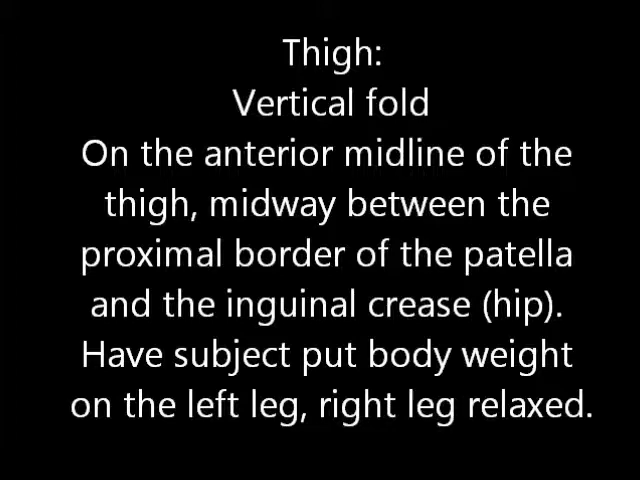 Thigh:
Vertical fold
On the anterior midline of the
thigh, midway between the
proximal border of the patella
and the inguinal crease (hip).
Have subject put body weight
on the left leg, right leg relaxed.